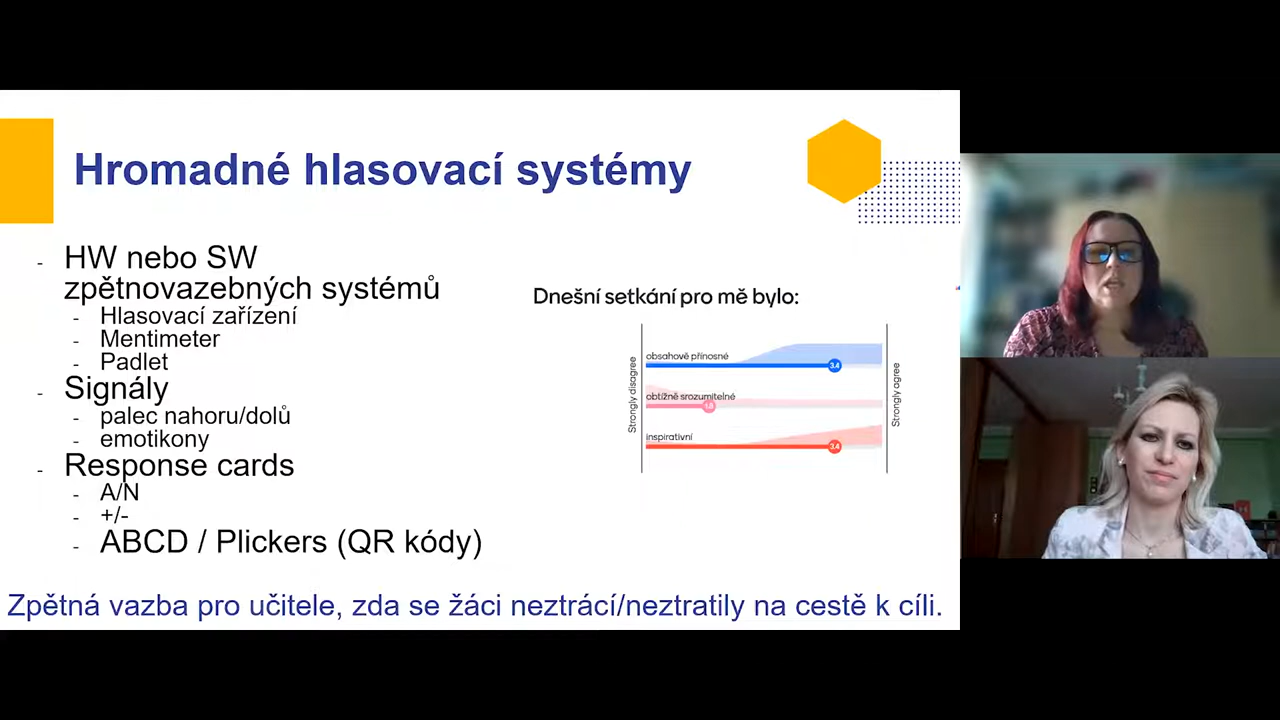 Hromadné hlasovací systémy
- HW nebo SW
zpětnovazebných systémů
- Hlasovací zařízení
- Mentimeter
- Padlet
- Signály
- palec nahoru/dolů
- emotikony
- Response cards
- A/N
- +/-
- ABCD / Plickers (QR kódy)
Dnešní setkání pro mě bylo:
Strongly disagree
obsahově přínosné
3.4
obtížně srozumitelné
inspirativní
3.4
Strongly agree
Zpětná vazba pro učitele, zda se žáci neztrácí/neztratily na cestě k cíli.